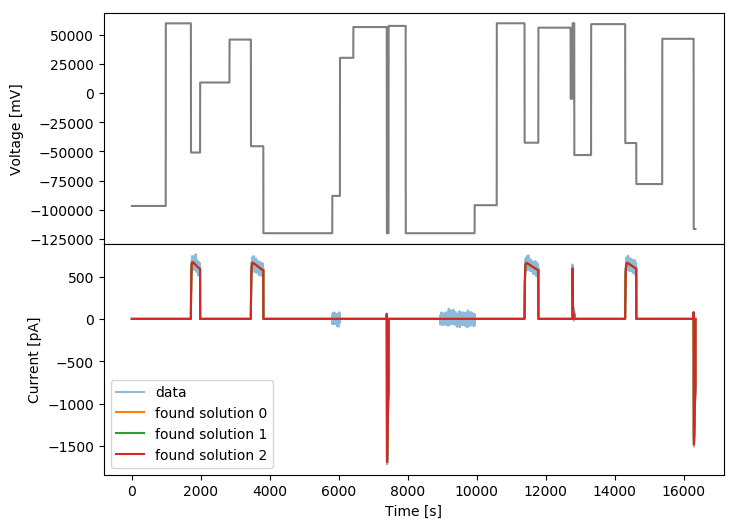 Voltage [mV]
50000
25000
0
−25000
−50000
−75000
−100000
−125000
Current [pA]
500
0
−500
−1000
−1500
data
found solution 0
found solution 1
found solution 2
0 2000 4000 6000 8000 10000 12000 14000 16000
Time [s]